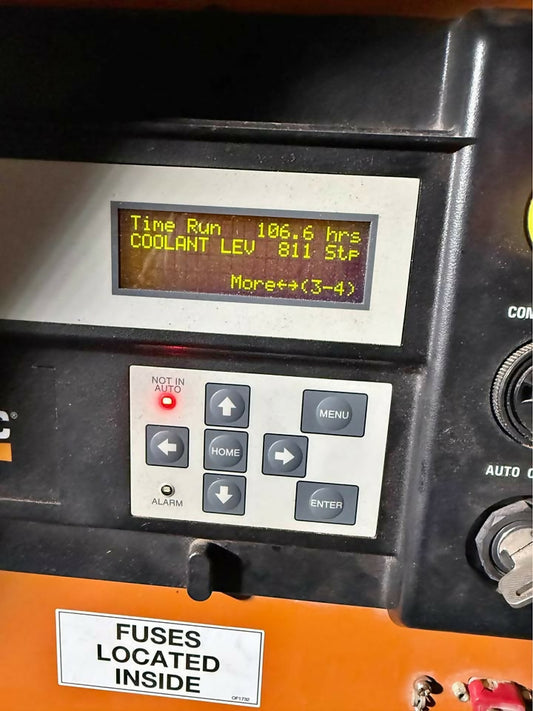 Time Run 106.6 hrs
COOLANT LEV 811 Stp
More←→(3-4)
NOT IN
AUTO
MENU
HOME
ALARM
ENTER
AUTO
FUSES
LOCATED
INSIDE